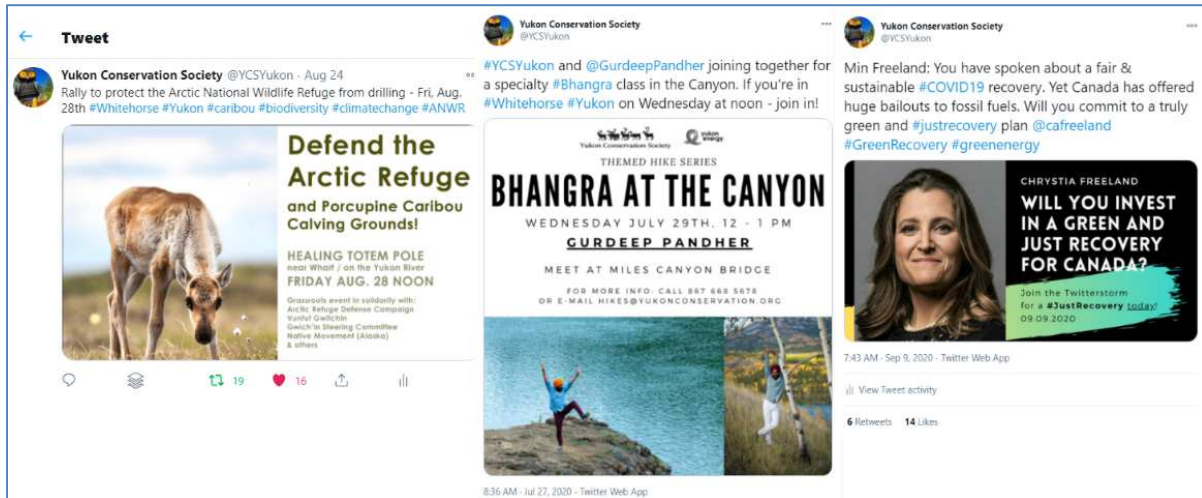 Tweet
Yukon Conservation Society @YCSYukon · Aug 24
Rally to protect the Arctic National Wildlife Refuge from drilling - Fri, Aug.
28th #Whitehorse #Yukon #caribou #biodiversity #climatechange #ANWR
Defend the
Arctic Refuge
and Porcupine Caribou
Calving Grounds!
HEALING TOTEM POLE
near Wharf / on the Yukon River
FRIDAY AUG. 28 NOON
Grassroots event in solidarity with:
Arctic Refuge Defense Campaign
Vuntut Gwitchin
Gwich'in Steering Committee
Native Movement (Alaska)
& others
19
16
Yukon Conservation Society
@YCSYukon
#YCSYukon and @GurdeepPandher joining together for
a specialty #Bhangra class in the Canyon. If you're in
#Whitehorse #Yukon on Wednesday at noon - join in!
Yukon Conservation Society
yukon
energy
THEMED HIKE SERIES
BHANGRA AT THE CANYON
WEDNESDAY JULY 29TH, 12 - 1 PM
GURDEEP PANDHER
MEET AT MILES CANYON BRIDGE
FOR MORE INFO: CALL 867 668 5678
OR E-MAIL HIKES@YUKONCONSERVATION.ORG
8:36 AM · Jul 27, 2020 · Twitter Web App
Yukon Conservation Society
@YCSYukon
Min Freeland: You have spoken about a fair &
sustainable #COVID19 recovery. Yet Canada has offered
huge bailouts to fossil fuels. Will you commit to a truly
green and #justrecovery plan @cafreeland
#GreenRecovery #greenenergy
CHRYSTIA FREELAND
WILL YOU INVEST
IN A GREEN AND
JUST RECOVERY
FOR CANADA?
Join the Twitterstorm
for a #JustRecovery today!
09.09.2020
7:43 AM · Sep 9, 2020 · Twitter Web App
View Tweet activity
6 Retweets 14 Likes